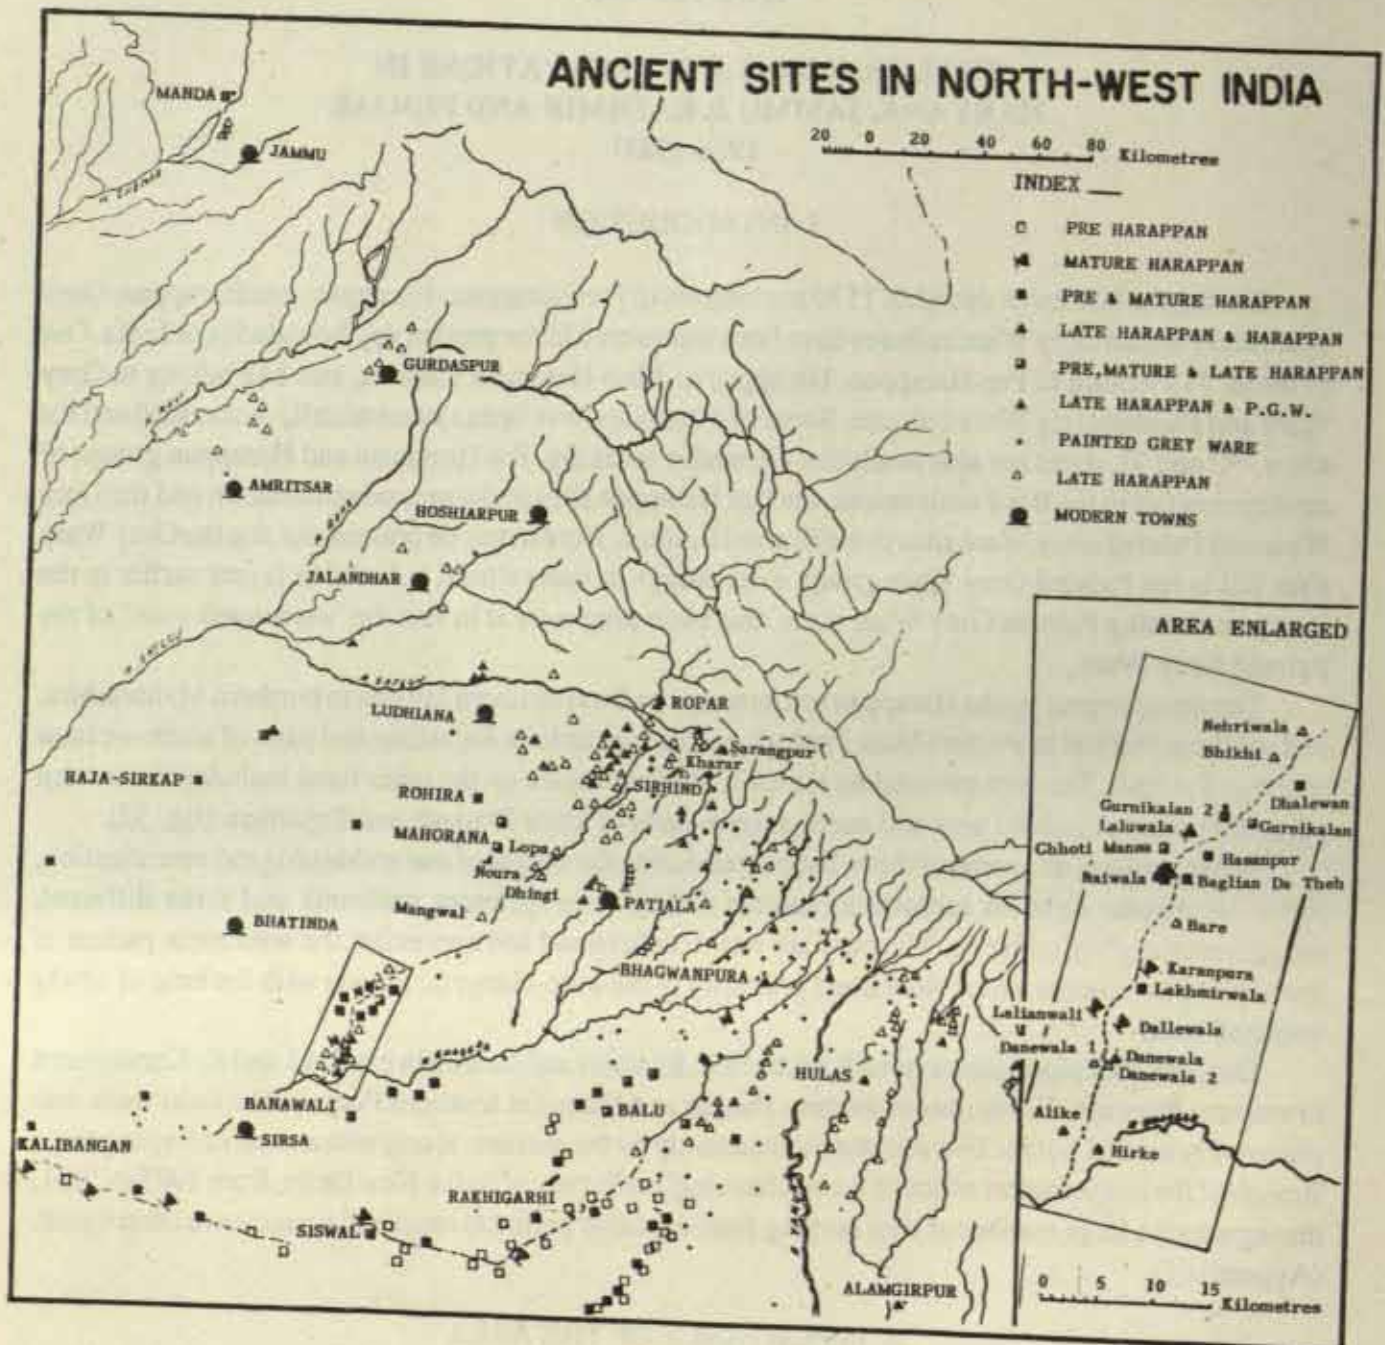 ANCIENT SITES IN NORTH-WEST INDIA
20 0 20 40 60 80 Kilometres
INDEX
PRE HARAPPAN
MATURE HARAPPAN
PRE & MATURE HARAPPAN
LATE HARAPPAN & HARAPPAN
PRE, MATURE & LATE HARAPPAN
LATE HARAPPAN & P.G.W.
PAINTED GREY WARE
LATE HARAPPAN
MODERN TOWNS
MANDA
JAMMU
GURDASPUR
AMRITSAR
HOSHIARPUR
JALANDHAR
LUDHIANA
ROPAR
Sarangpur
Kharar
SIRHIND
RAJA-SIRKAP
ROHIRA
MAHORANA
Lopa
Noura
Dhingi
Mangwal
PATIALA
BHATINDA
BHAGWANPURA
BANAWALI
SIRSA
BALU
HULAS
KALIBANGAN
RAKHIGARHI
SISWAL
ALAMGIRPUR
AREA ENLARGED
Nehriwala
Bhikhi
Dhalewan
Gurnikalan 2
Gurnikalan
Laluwala
Chhoti Mansa
Hasanpur
Raiwala
Baglian Da Theh
Bare
Karanpura
Lakhmirwala
Lalianwali
Dallewala
Danewala 1
Danewala
Danewala 2
Alike
Hirke
0 5 10 15
Kilometres